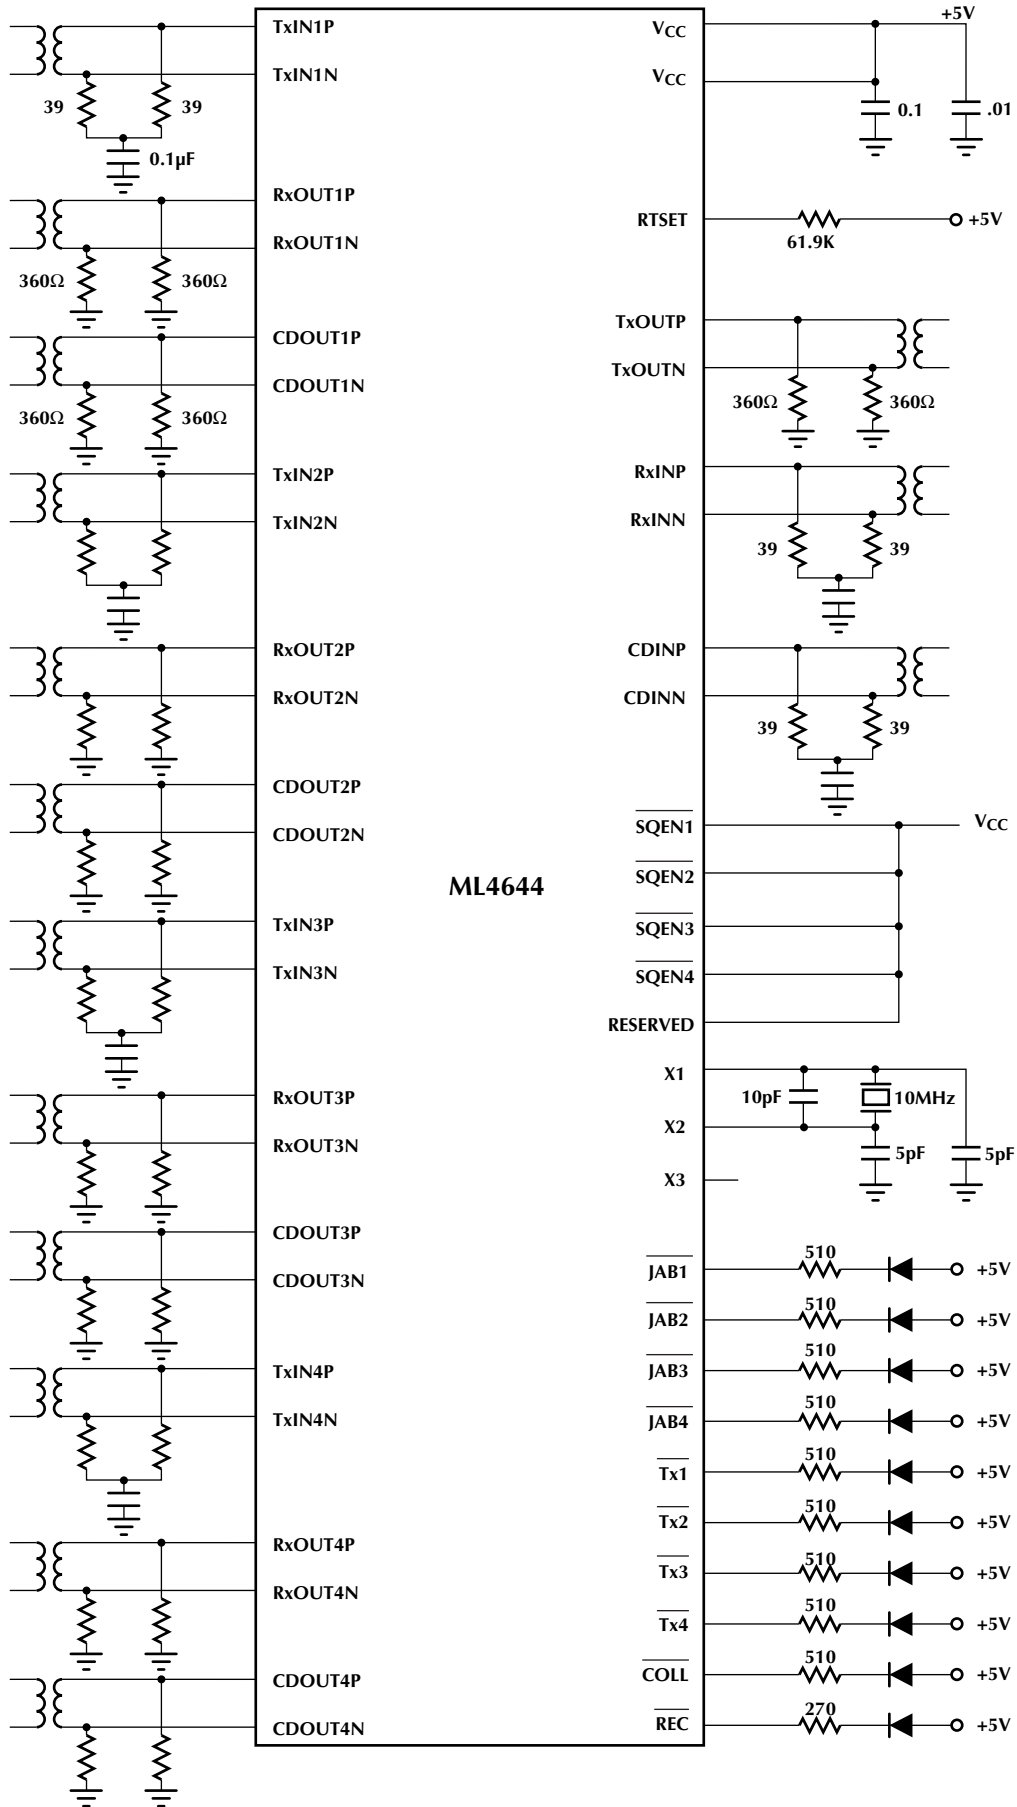 TxIN1P
TxIN1N
39
39
0.1µF
RxOUT1P
RxOUT1N
360Ω
360Ω
CDOUT1P
CDOUT1N
360Ω
360Ω
TxIN2P
TxIN2N
RxOUT2P
RxOUT2N
CDOUT2P
CDOUT2N
TxIN3P
TxIN3N
RxOUT3P
RxOUT3N
CDOUT3P
CDOUT3N
TxIN4P
TxIN4N
RxOUT4P
RxOUT4N
CDOUT4P
CDOUT4N
ML4644
VCC
+5V
VCC
0.1
.01
RTSET
61.9K
+5V
TxOUTP
TxOUTN
360Ω
360Ω
RxINP
RxINN
39
39
CDINP
CDINN
39
39
SQEN1
VCC
SQEN2
SQEN3
SQEN4
RESERVED
X1
10pF
10MHz
X2
5pF
5pF
X3
JAB1
510
+5V
JAB2
510
+5V
JAB3
510
+5V
JAB4
510
+5V
Tx1
510
+5V
Tx2
510
+5V
Tx3
510
+5V
Tx4
510
+5V
COLL
510
+5V
REC
270
+5V